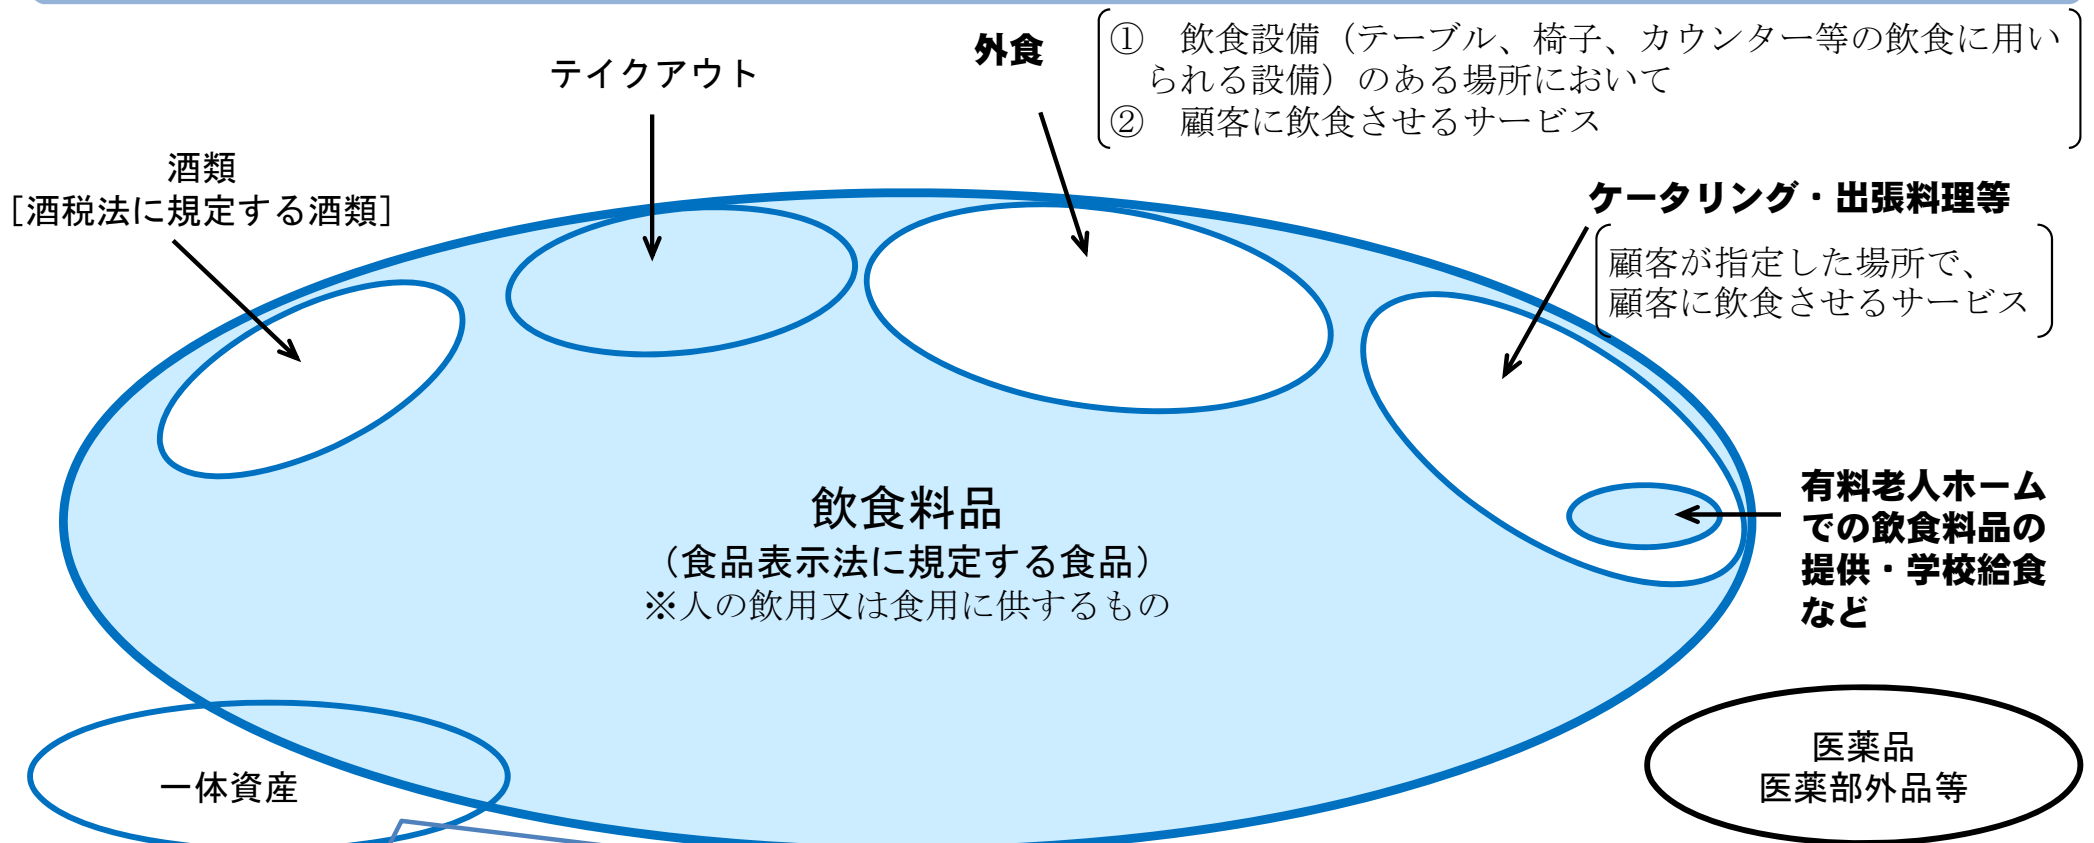 外食
① 飲食設備（テーブル、椅子、カウンター等の飲食に用い
られる設備）のある場所において
② 顧客に飲食させるサービス
テイクアウト
酒類
［酒税法に規定する酒類］
ケータリング・出張料理等
顧客が指定した場所で、
顧客に飲食させるサービス
飲食料品
（食品表示法に規定する食品）
※人の飲用又は食用に供するもの
有料老人ホーム
での飲食料品の
提供・学校給食
など
一体資産
医薬品
医薬部外品等